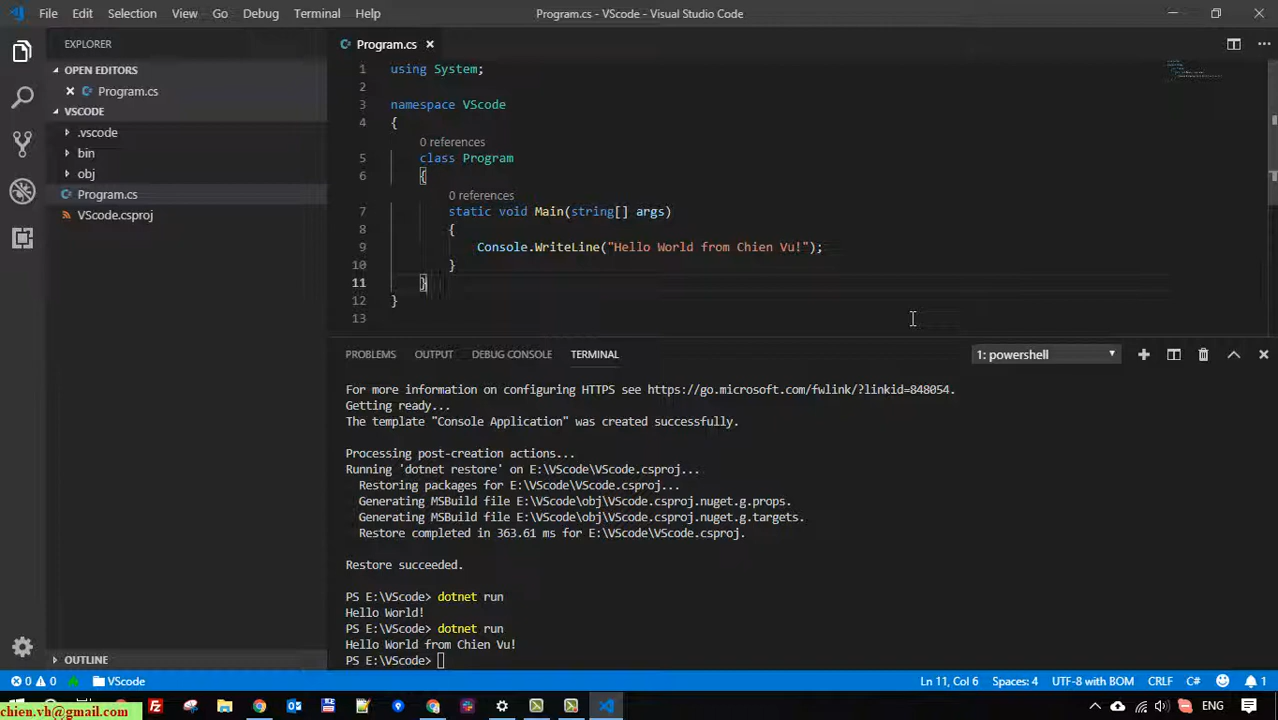 File Edit Selection View Go Debug Terminal Help Program.cs - VScode - Visual Studio Code
EXPLORER
OPEN EDITORS
Program.cs
VSCODE
.vscode
bin
obj
Program.cs
VScode.csproj
OUTLINE
Program.cs
1 using System;
2
3 namespace VScode
4 {
0 references
5 class Program
6 {
0 references
7 static void Main(string[] args)
8 {
9 Console.WriteLine("Hello World from Chien Vu!");
10 }
11 }
12 }
13
PROBLEMS OUTPUT DEBUG CONSOLE TERMINAL 1: powershell
For more information on configuring HTTPS see https://go.microsoft.com/fwlink/?linkid=848054.
Getting ready...
The template "Console Application" was created successfully.
Processing post-creation actions...
Running 'dotnet restore' on E:\VScode\VScode.csproj...
Restoring packages for E:\VScode\VScode.csproj...
Generating MSBuild file E:\VScode\obj\VScode.csproj.nuget.g.props.
Generating MSBuild file E:\VScode\obj\VScode.csproj.nuget.g.targets.
Restore completed in 363.61 ms for E:\VScode\VScode.csproj.
Restore succeeded.
PS E:\VScode> dotnet run
Hello World!
PS E:\VScode> dotnet run
Hello World from Chien Vu!
PS E:\VScode>
0 0 VScode Ln 11, Col 6 Spaces: 4 UTF-8 with BOM CRLF C# 1
chien.vh@gmail.com ENG